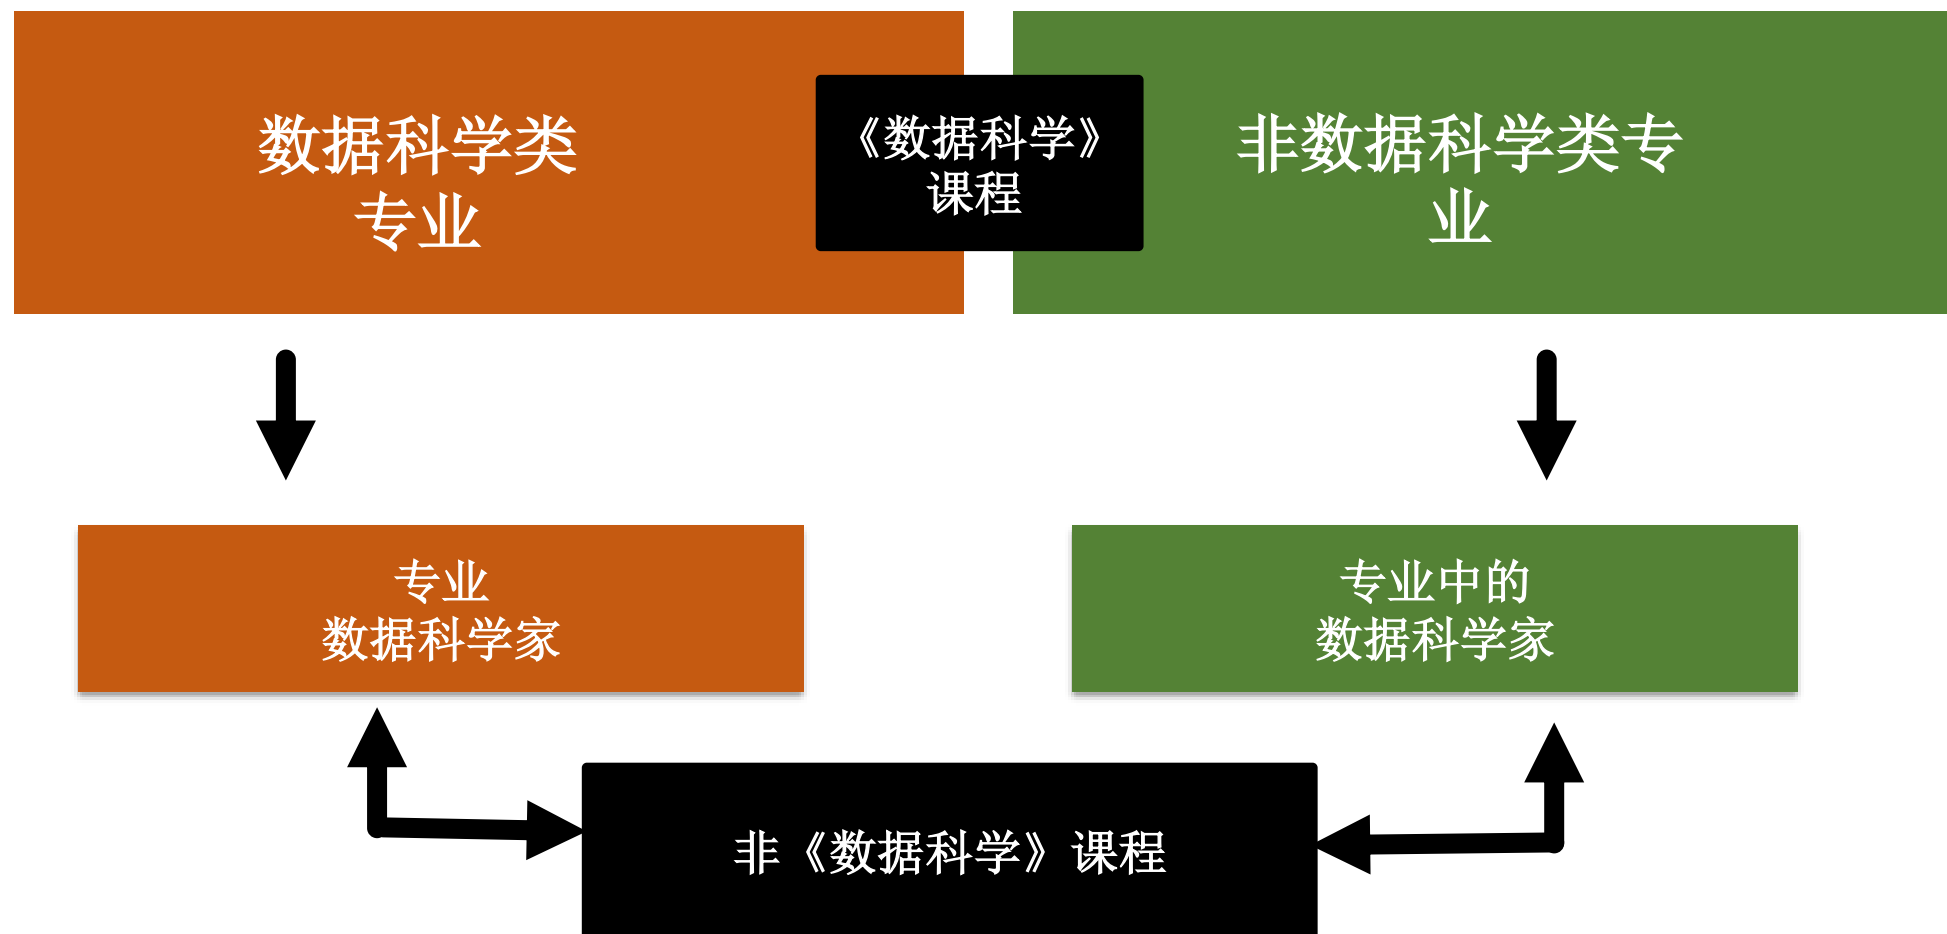 数据科学类
专业
《数据科学》
课程
非数据科学类专
业
专业
数据科学家
专业中的
数据科学家
非《数据科学》课程